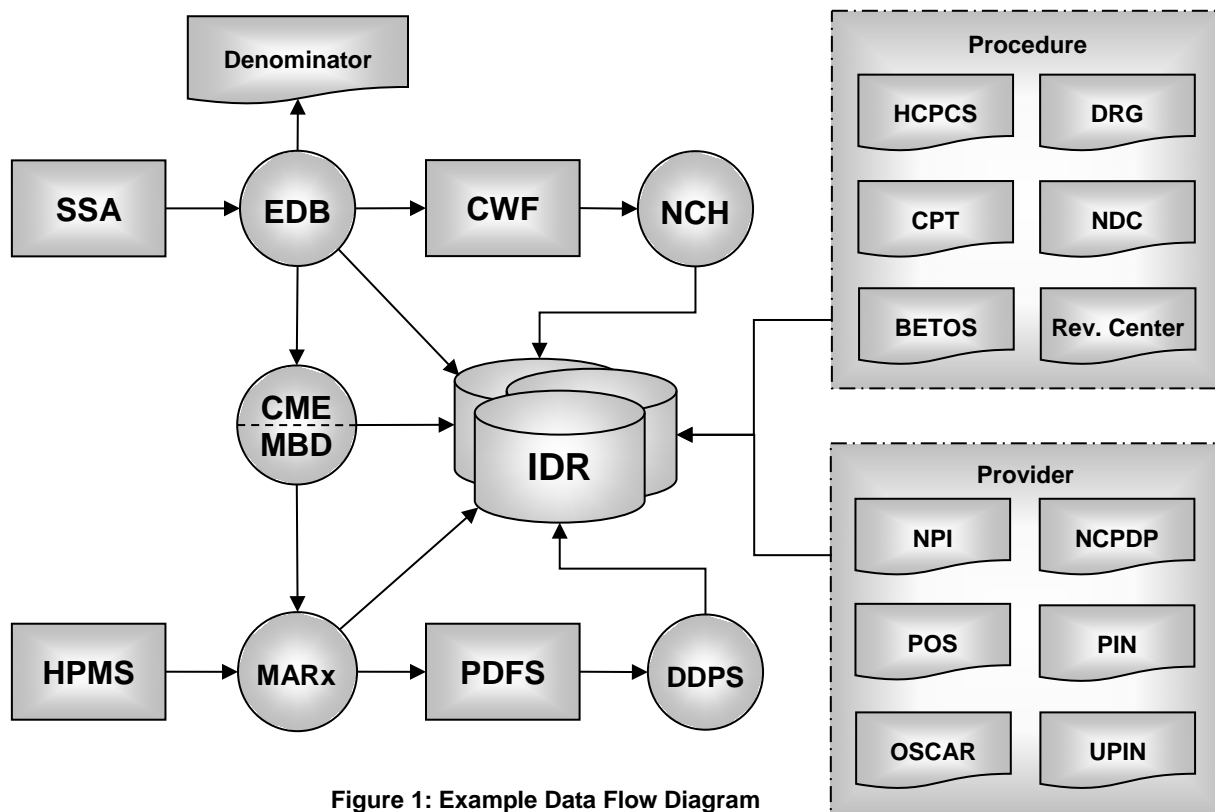 Denominator
SSA
EDB
CWF
NCH
CME
MBD
IDR
HPMS
MARx
PDFS
DDPS
Procedure
HCPCS
DRG
CPT
NDC
BETOS
Rev. Center
Provider
NPI
NCPDP
POS
PIN
OSCAR
UPIN
Figure 1: Example Data Flow Diagram